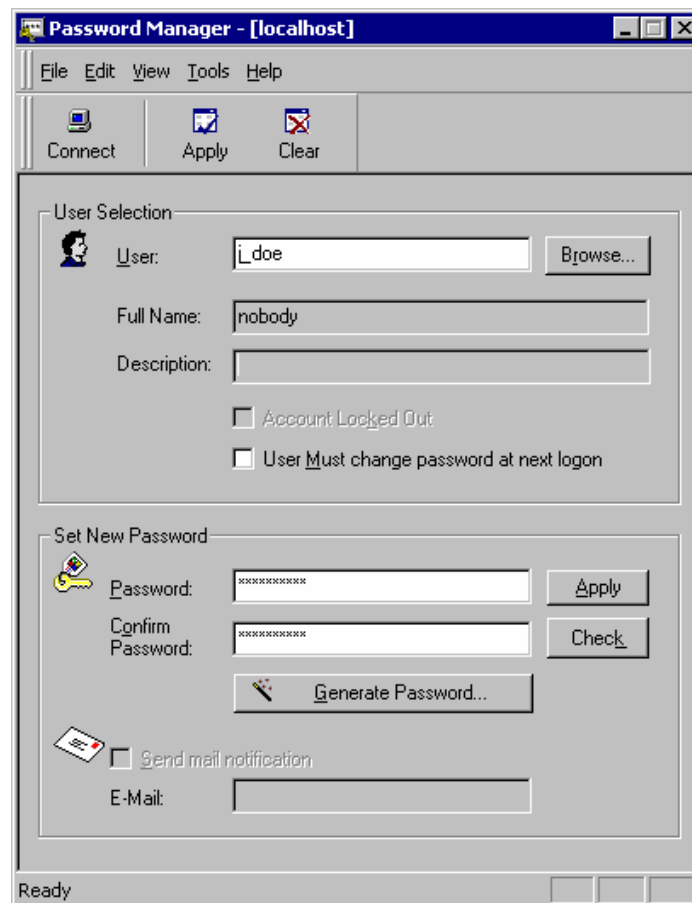 Password Manager - [localhost]
File Edit View Tools Help
Connect Apply Clear
User Selection
User: j_doe Browse...
Full Name: nobody
Description:
Account Locked Out
User Must change password at next logon
Set New Password
Password: ********** Apply
Confirm
Password: ********** Check
Generate Password...
Send mail notification
E-Mail:
Ready